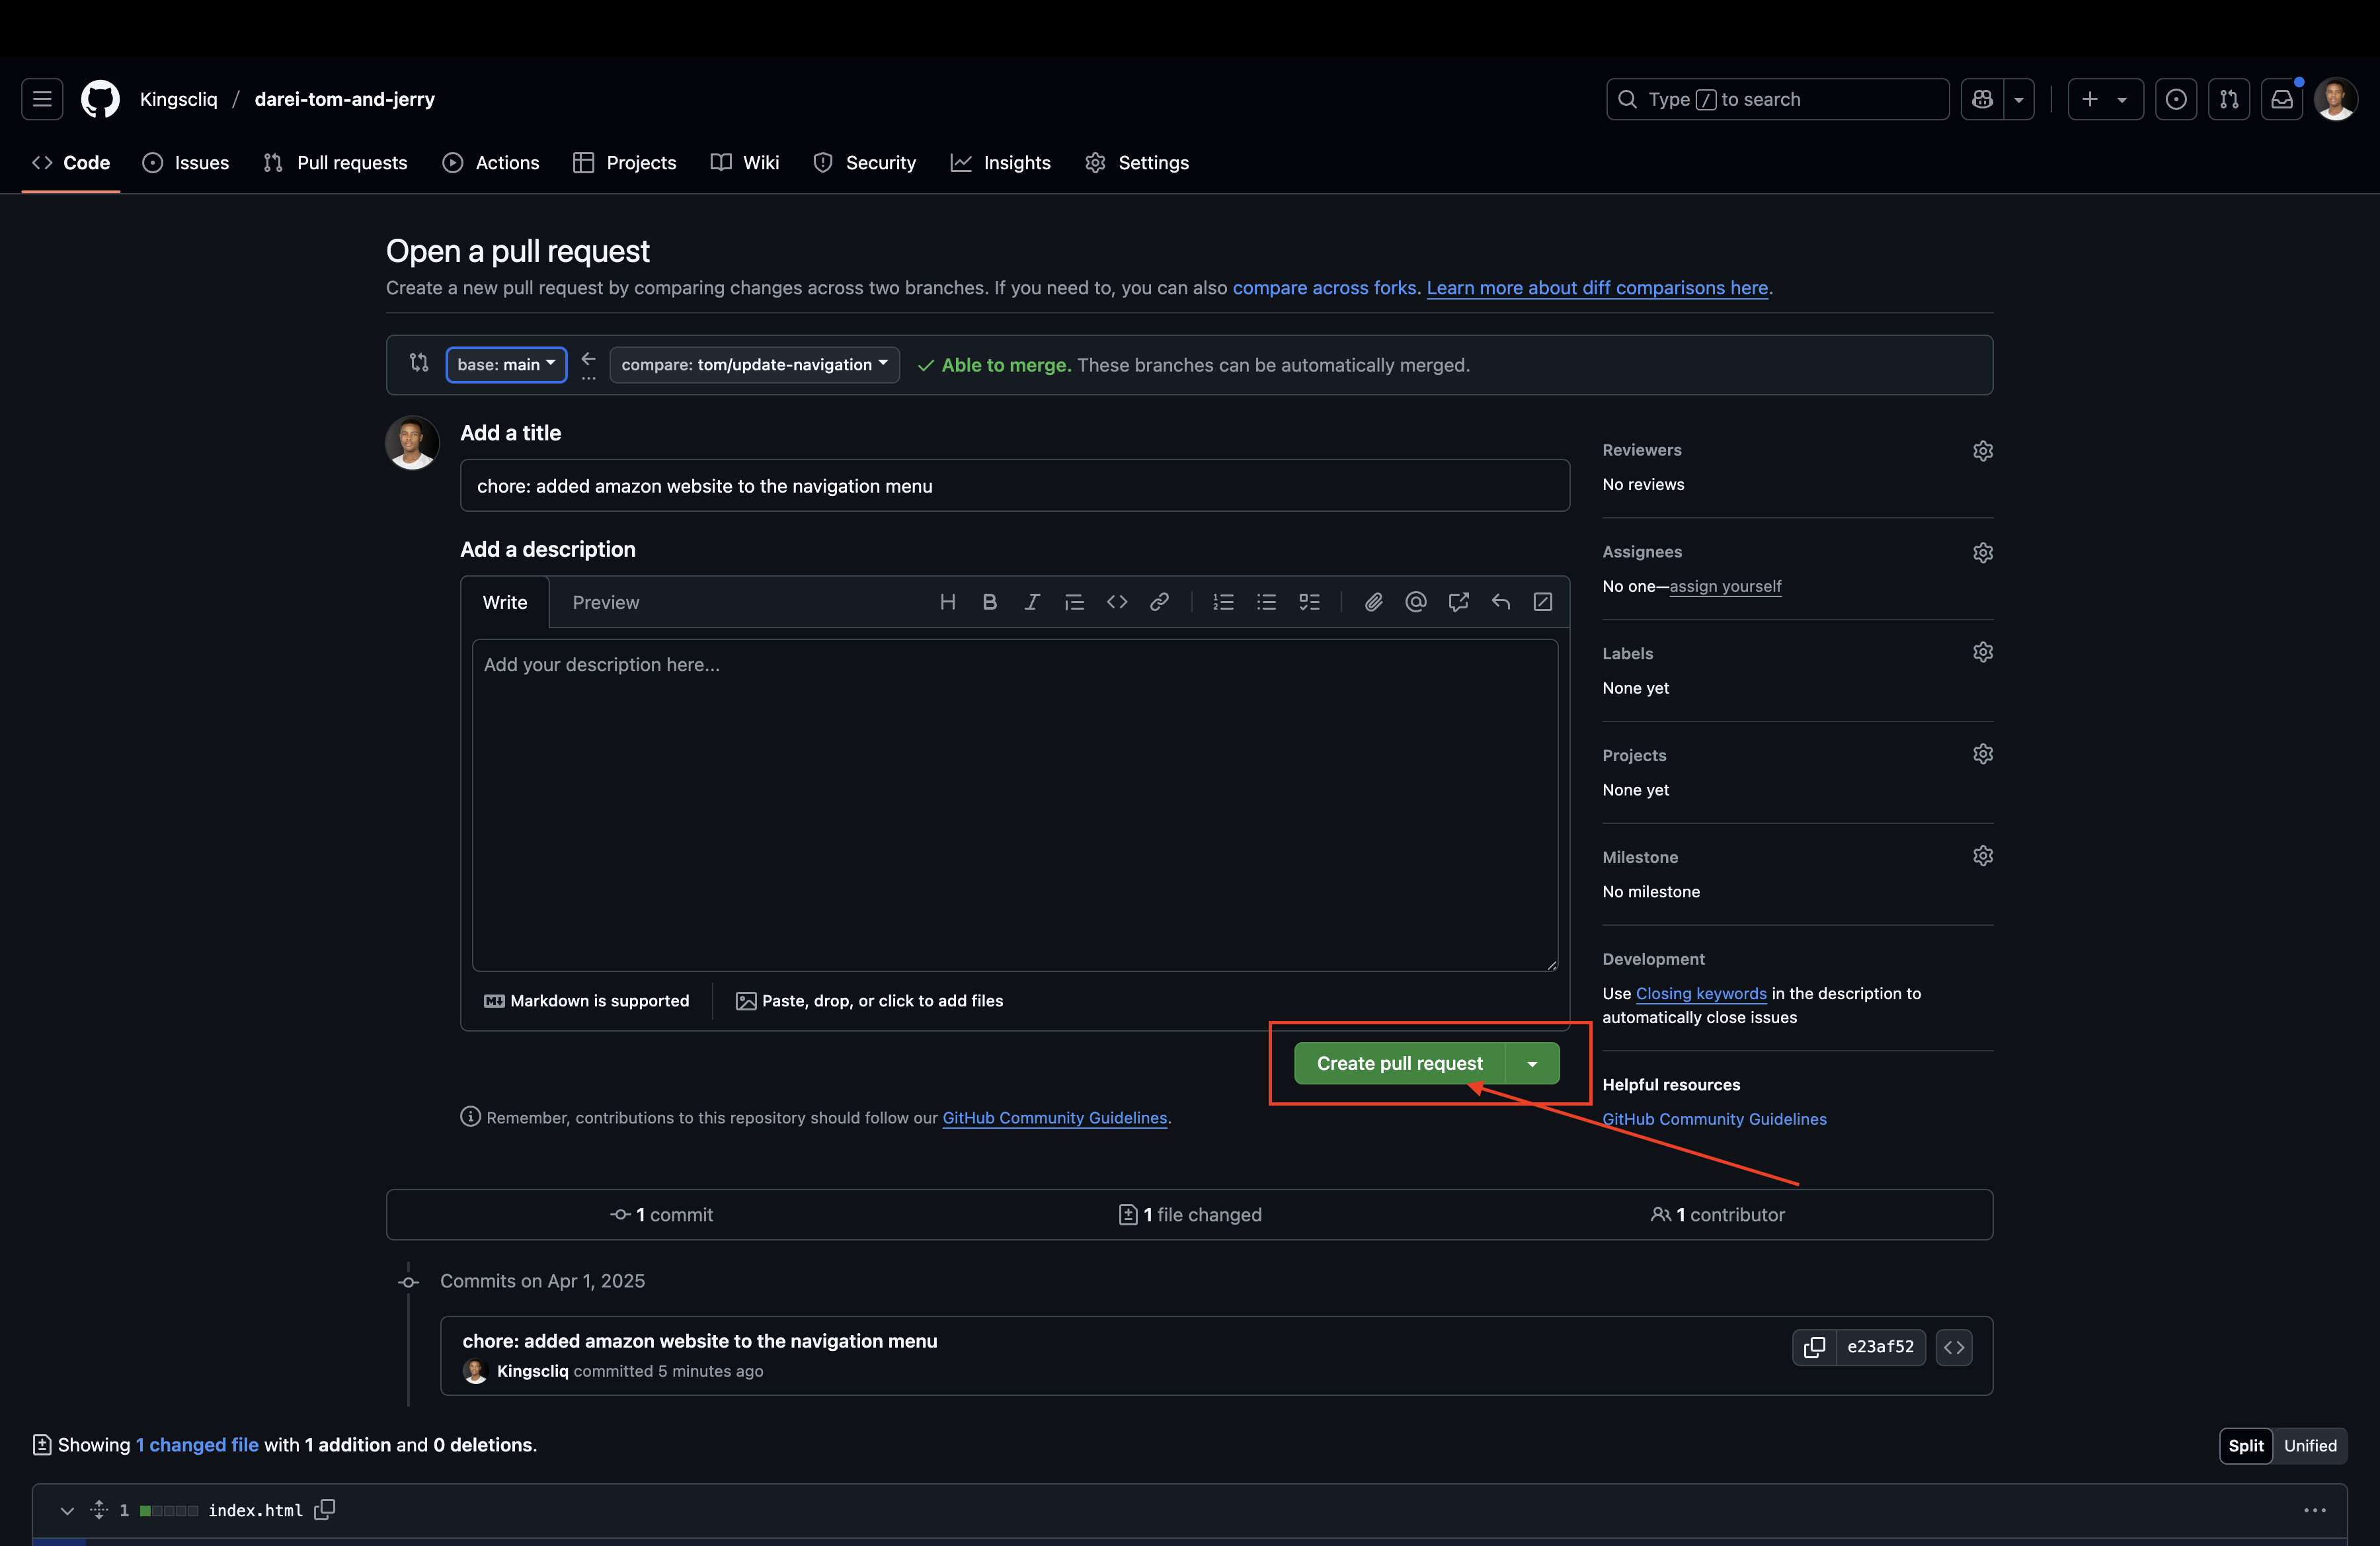 Kingscliq / darei-tom-and-jerry
Type / to search
Code Issues Pull requests Actions Projects Wiki Security Insights Settings
Open a pull request
Create a new pull request by comparing changes across two branches. If you need to, you can also compare across forks. Learn more about diff comparisons here.
base: main compare: tom/update-navigation Able to merge. These branches can be automatically merged.
Add a title
chore: added amazon website to the navigation menu
Add a description
Write Preview
Add your description here...
Markdown is supported Paste, drop, or click to add files
Create pull request
Remember, contributions to this repository should follow our GitHub Community Guidelines.
Reviewers
No reviews
Assignees
No one—assign yourself
Labels
None yet
Projects
None yet
Milestone
No milestone
Development
Use Closing keywords in the description to
automatically close issues
Helpful resources
GitHub Community Guidelines
1 commit 1 file changed 1 contributor
Commits on Apr 1, 2025
chore: added amazon website to the navigation menu
e23af52
Kingscliq committed 5 minutes ago
Showing 1 changed file with 1 addition and 0 deletions.
Split Unified
1 index.html